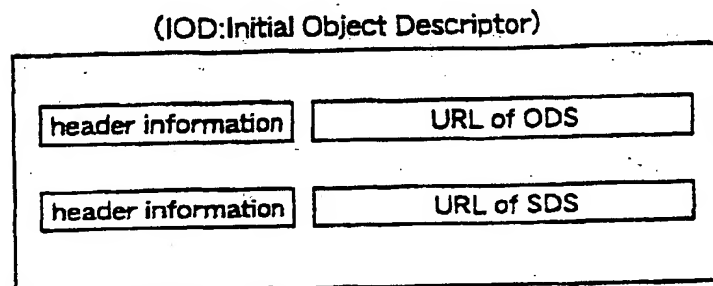 (IOD:Initial Object Descriptor)
header information URL of ODS
header information URL of SDS